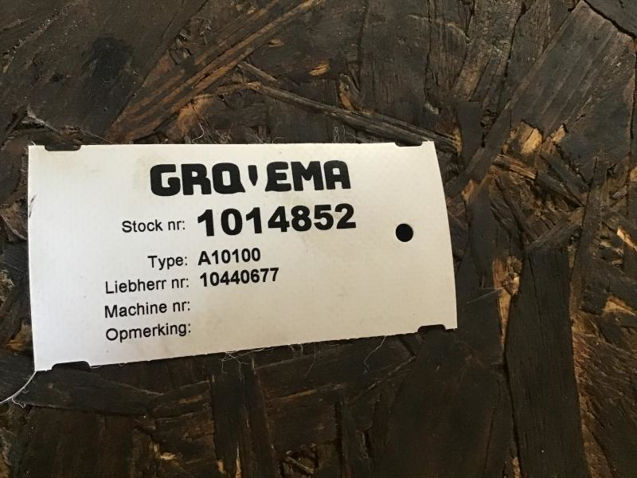 GROVEMA
Stock nr: 1014852
Type: A10100
Liebherr nr: 10440677
Machine nr:
Opmerking: